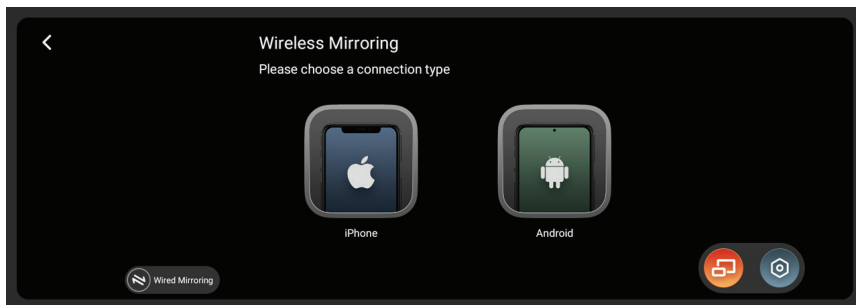 Wireless Mirroring
Please choose a connection type
iPhone
Android
Wired Mirroring